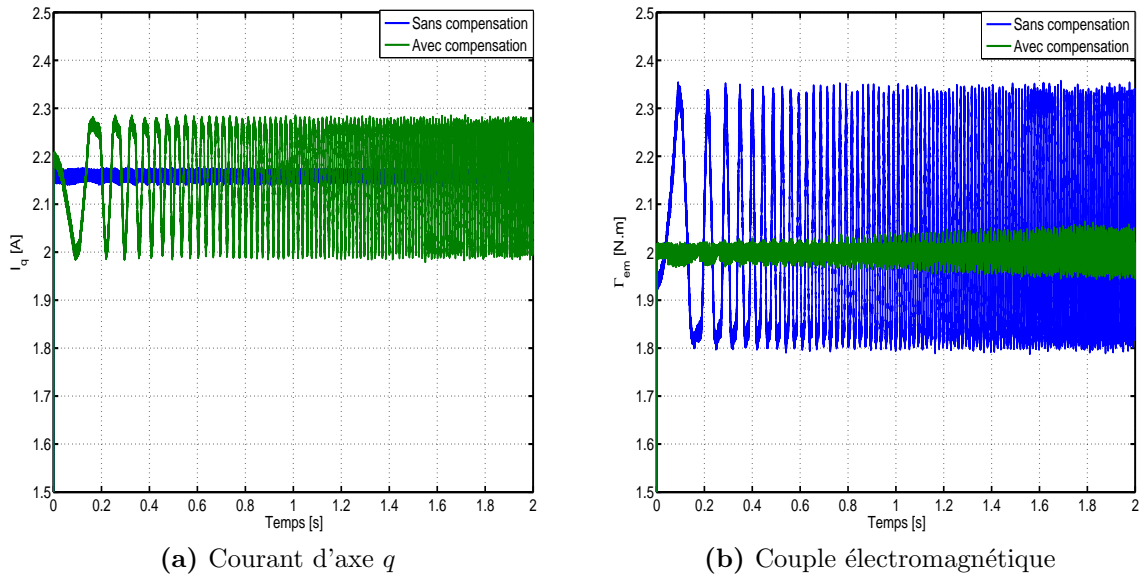 2.5
2.4
2.3
2.2
2.1
2
1.9
1.8
1.7
1.6
1.5
I_q [A]
0 0.2 0.4 0.6 0.8 1 1.2 1.4 1.6 1.8 2
Temps [s]
Sans compensation
Avec compensation
(a) Courant d'axe q
2.5
2.4
2.3
2.2
2.1
2
1.9
1.8
1.7
1.6
1.5
Γ_em [N.m]
0 0.2 0.4 0.6 0.8 1 1.2 1.4 1.6 1.8 2
Temps [s]
Sans compensation
Avec compensation
(b) Couple électromagnétique